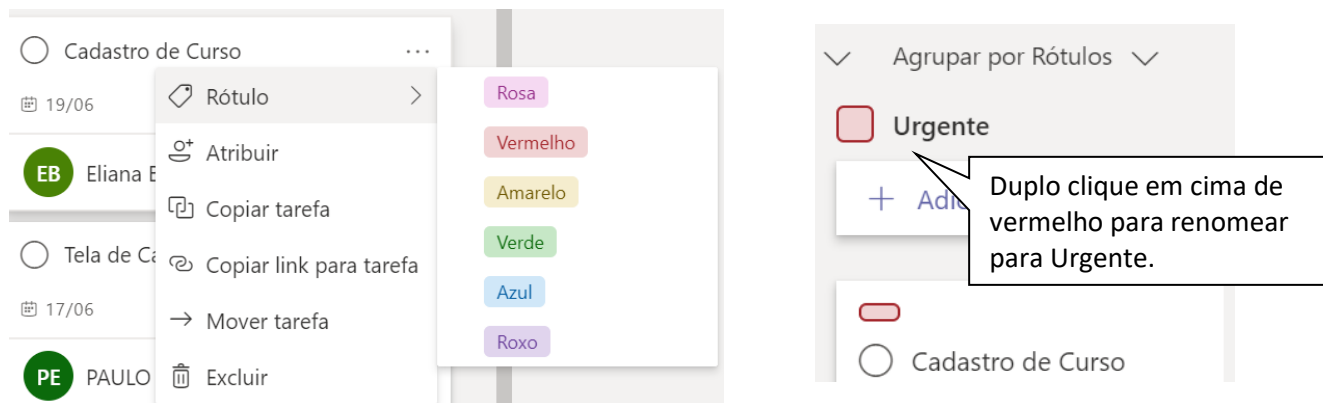 Cadastro de Curso ...
19/06
EB Eliana
Tela de
17/06
PE PAULO
Rótulo
Atribuir
Copiar tarefa
Copiar link para tarefa
Mover tarefa
Excluir
Rosa
Vermelho
Amarelo
Verde
Azul
Roxo
Agrupar por Rótulos
Urgente
Duplo clique em cima de
vermelho para renomear
para Urgente.
Cadastro de Curso